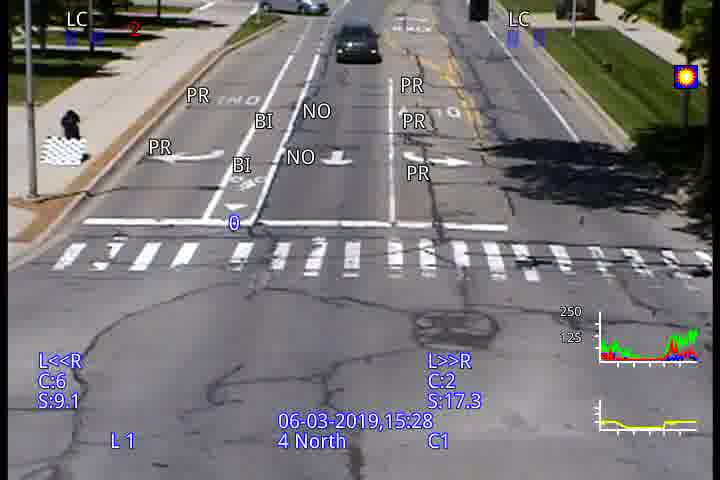 LC
2
LC
PR
PR
BI
NO
PR
PR
BI
NO
PR
0
250
125
L<<R
C:6
S:9.1
L>>R
C:2
S:17.3
06-03-2019,15:28
L 1
4 North
C1